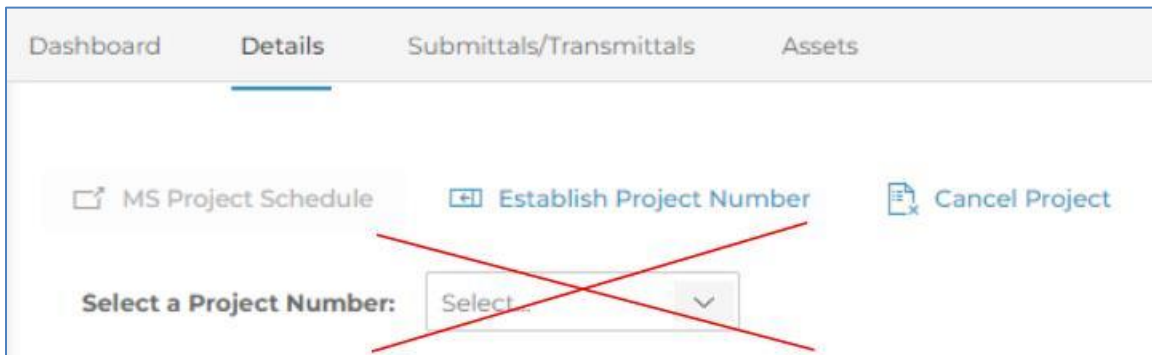 Dashboard Details Submittals/Transmittals Assets
MS Project Schedule Establish Project Number Cancel Project
Select a Project Number: Select...